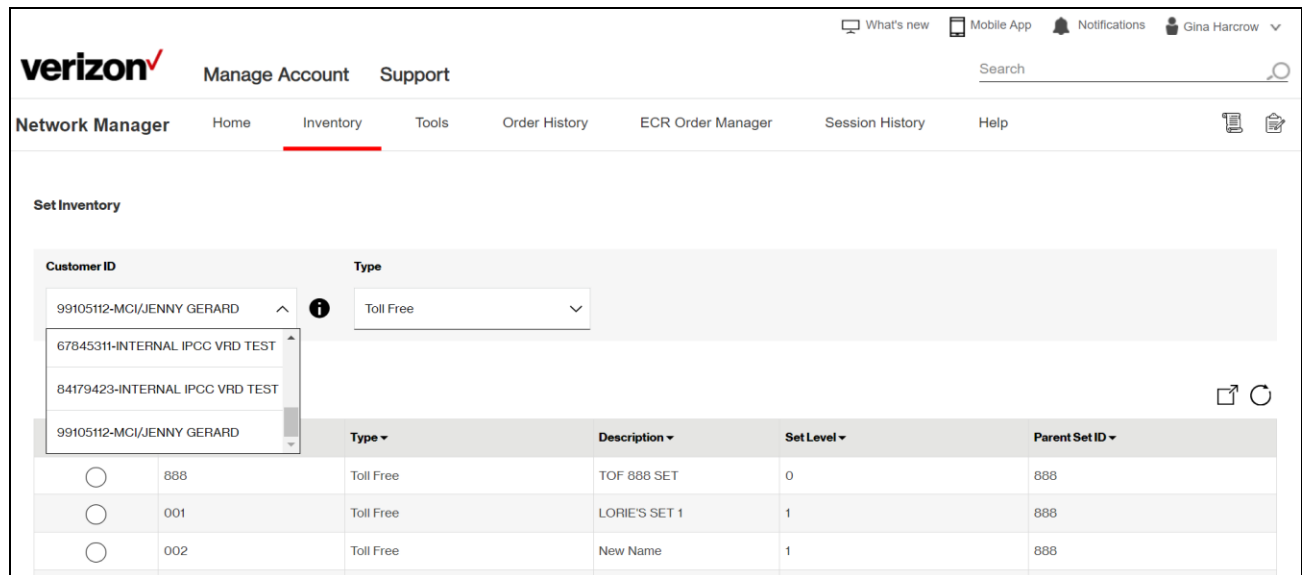 What's new Mobile App Notifications Gina Harcrow
verizon Manage Account Support Search
Network Manager Home Inventory Tools Order History ECR Order Manager Session History Help
Set Inventory
Customer ID Type
99105112-MCI/JENNY GERARD Toll Free
67845311-INTERNAL IPCC VRD TEST
84179423-INTERNAL IPCC VRD TEST
99105112-MCI/JENNY GERARD
Type Description Set Level Parent Set ID
888 Toll Free TOF 888 SET 0 888
001 Toll Free LORIE'S SET 1 1 888
002 Toll Free New Name 1 888